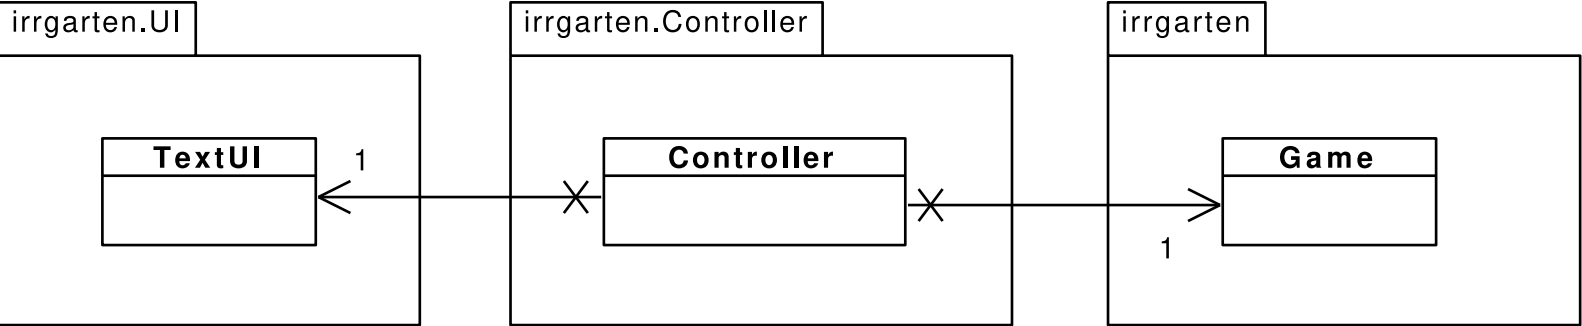 irrgarten.UI
irrgarten.Controller
irrgarten
TextUI
1
Controller
Game
1